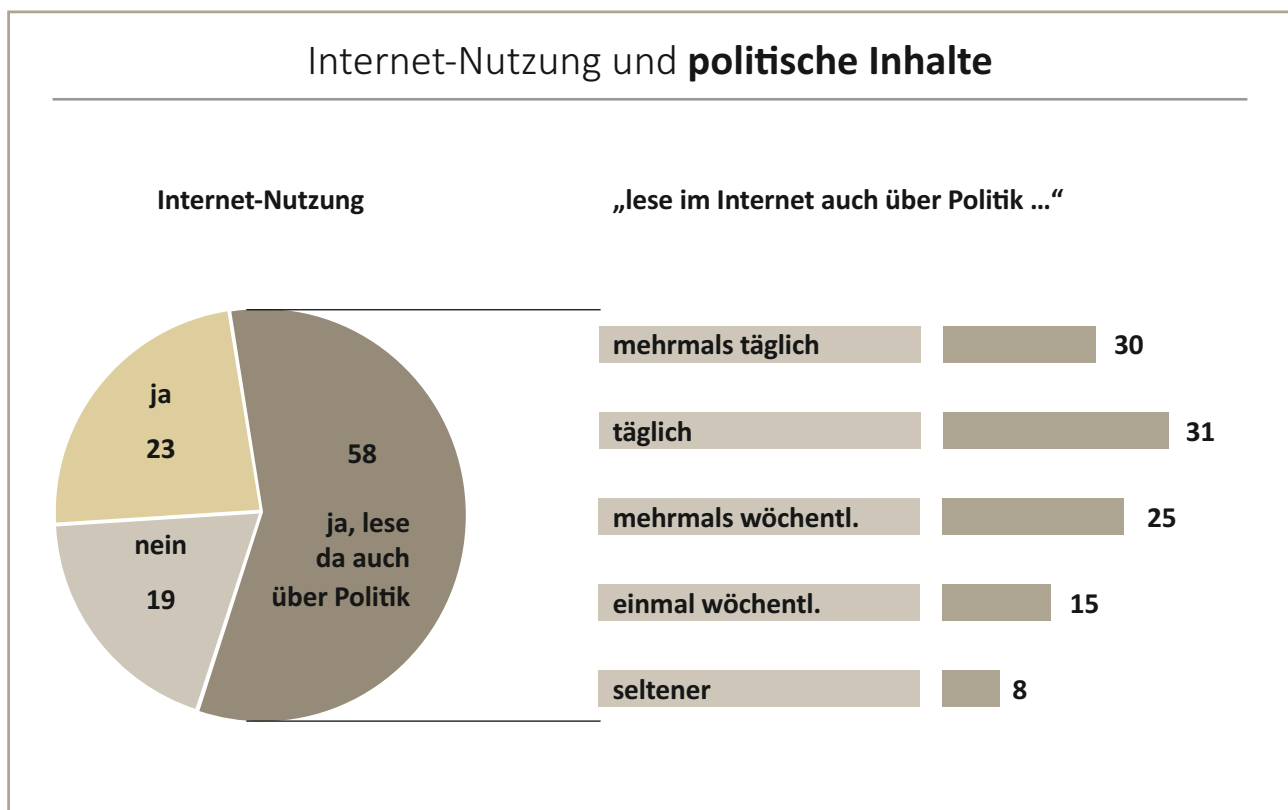 Internet-Nutzung und politische Inhalte
Internet-Nutzung
„lese im Internet auch über Politik …“
ja
23
nein
19
58
ja, lese
da auch
über Politik
mehrmals täglich 30
täglich 31
mehrmals wöchentl. 25
einmal wöchentl. 15
seltener 8